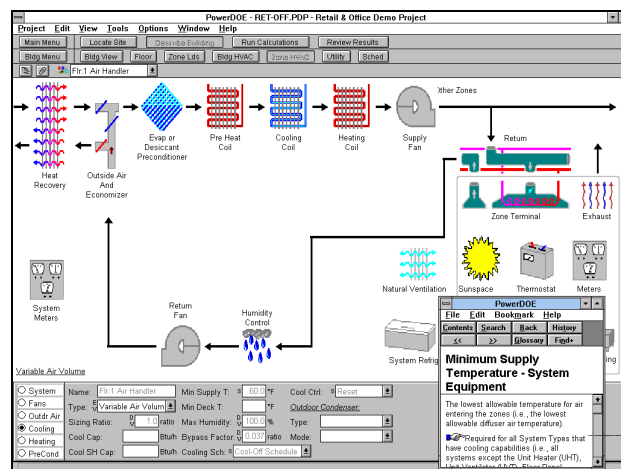 PowerDOE - RET-OFF.PDP - Retail & Office Demo Project
Project Edit View Tools Options Window Help
Main Menu Locate Site Describe Building Run Calculations Review Results
Bldg Menu Bldg View Floor Zone Lds Bldg HVAC Zone HVAC Utility Sched
Flr:1 Air Handler
Other Zones
Evap or
Desiccant
Preconditioner
Pre Heat
Coil
Cooling
Coil
Heating
Coil
Supply
Fan
Return
Heat
Recovery
Outside Air
And
Economizer
Zone Terminal
Exhaust
Natural Ventilation
Sunspace
Thermostat
Meters
System
Meters
Return
Fan
Humidity
Control
System Refrig
Variable Air Volume
PowerDOE
File Edit Bookmark Help
Contents Search Back History
<< >> Glossary Find+
Minimum Supply
Temperature - System
Equipment
The lowest allowable temperature for air
entering the zones (i.e., the lowest
allowable diffuser air temperature).
Required for all System Types that
have cooling capabilities (i.e., all
systems except the Unit Heater (UHT),
Unit Ventilator (UVT), Floor Panel
System
Fans
Outdr Air
Cooling
Heating
PreCond
Name: Flr:1 Air Handler Min Supply T: S 60.0 °F Cool Ctrl: S Reset
Type: Variable Air Volum Min Deck T: °F Outdoor Condenser:
Sizing Ratio: 1.0 ratio Max Humidity: 100.0 % Type:
Cool Cap: Btuh Bypass Factor: 0.037 ratio Mode:
Cool SH Cap: Btuh Cooling Sch: S Cool-Off Schedule